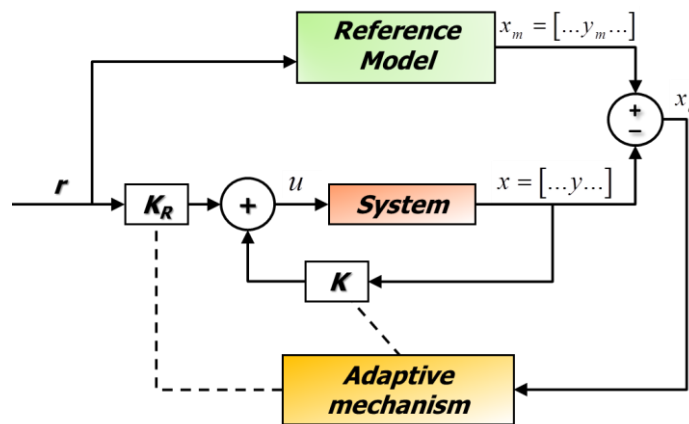 Reference
Model
x_m = [...y_m...]
+
−
r
K_R
+
u
System
x = [...y...]
K
Adaptive
mechanism